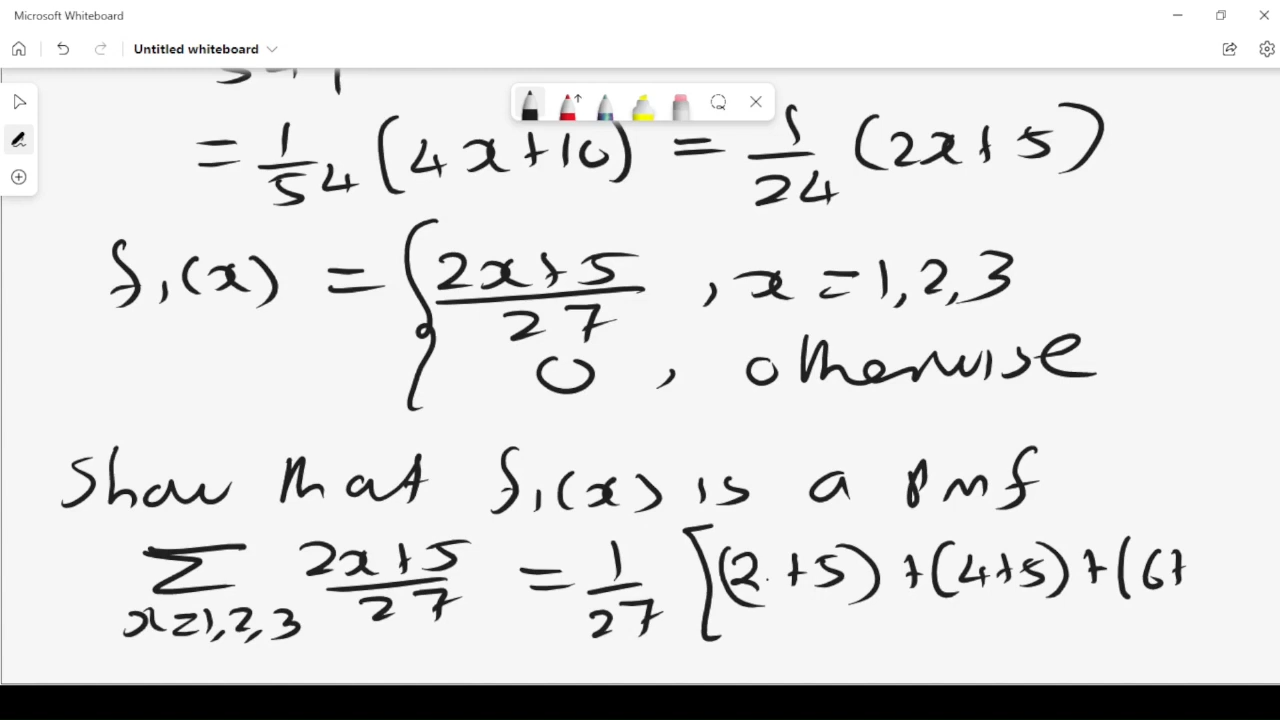 Microsoft Whiteboard
Untitled whiteboard
= 1/54 (4x+10) = 1/24 (2x+5)
f₁(x) = { 2x+5/27 , x = 1,2,3
0 , otherwise
Show that f₁(x) is a pmf
∑ x=1,2,3 2x+5/27 = 1/27 [(2+5)+(4+5)+(6+